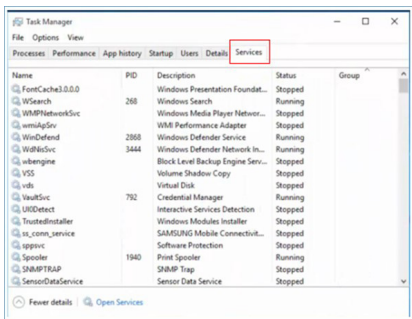 Task Manager
File Options View
Processes Performance App history Startup Users Details Services
Name PID Description Status Group
FontCache3.0.0.0 Windows Presentation Foundat... Stopped
WSearch 268 Windows Search Running
WMPNetworkSvc Windows Media Player Networ... Running
wmiApSrv WMI Performance Adapter Stopped
WinDefend 2868 Windows Defender Service Running
WdNisSvc 3444 Windows Defender Network In... Running
wbengine Block Level Backup Engine Serv... Stopped
VSS Volume Shadow Copy Stopped
vds Virtual Disk Stopped
VaultSvc 792 Credential Manager Running
UI0Detect Interactive Services Detection Stopped
TrustedInstaller Windows Modules Installer Stopped
ss_conn_service SAMSUNG Mobile Connectivit... Stopped
sppsvc Software Protection Stopped
Spooler 1940 Print Spooler Running
SNMPTRAP SNMP Trap Stopped
SensorDataService Sensor Data Service Stopped
Fewer details Open Services